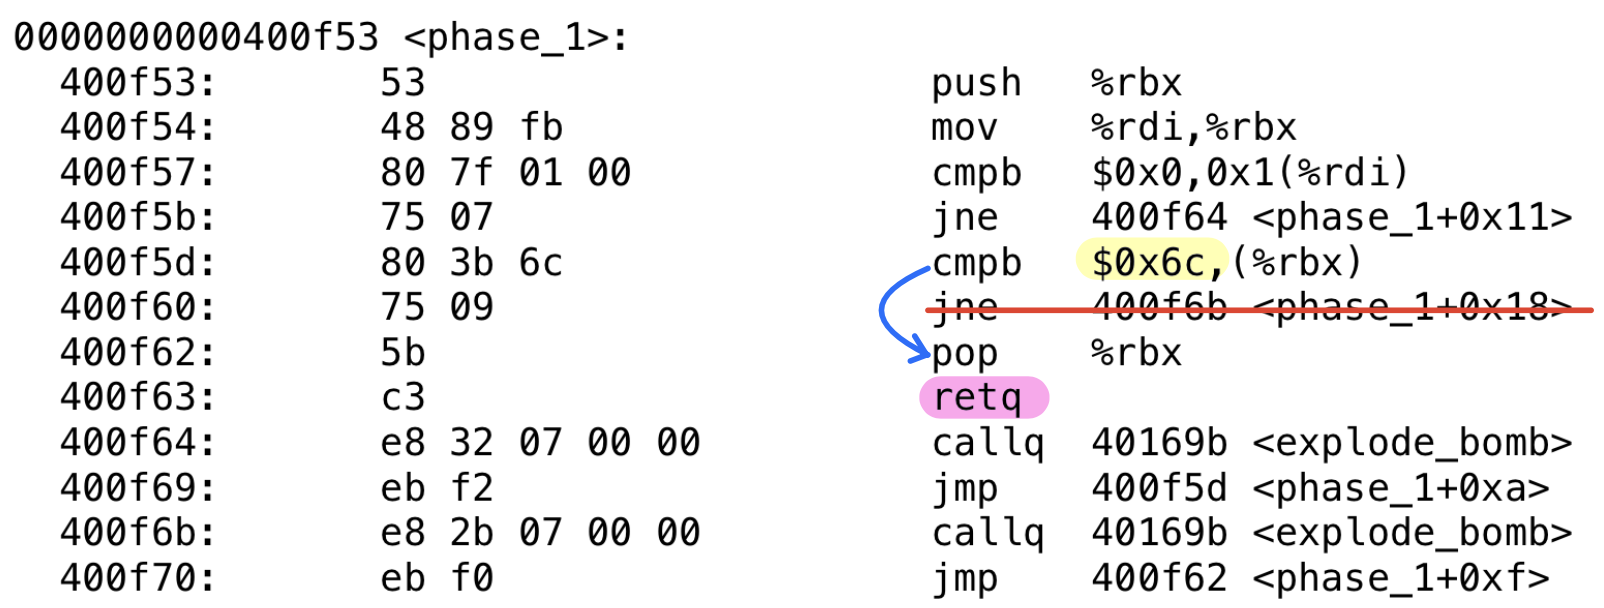 0000000000400f53 <phase_1>:
400f53: 53 push %rbx
400f54: 48 89 fb mov %rdi,%rbx
400f57: 80 7f 01 00 cmpb $0x0,0x1(%rdi)
400f5b: 75 07 jne 400f64 <phase_1+0x11>
400f5d: 80 3b 6c cmpb $0x6c,(%rbx)
400f60: 75 09 jne 400f6b <phase_1+0x18>
400f62: 5b pop %rbx
400f63: c3 retq
400f64: e8 32 07 00 00 callq 40169b <explode_bomb>
400f69: eb f2 jmp 400f5d <phase_1+0xa>
400f6b: e8 2b 07 00 00 callq 40169b <explode_bomb>
400f70: eb f0 jmp 400f62 <phase_1+0xf>